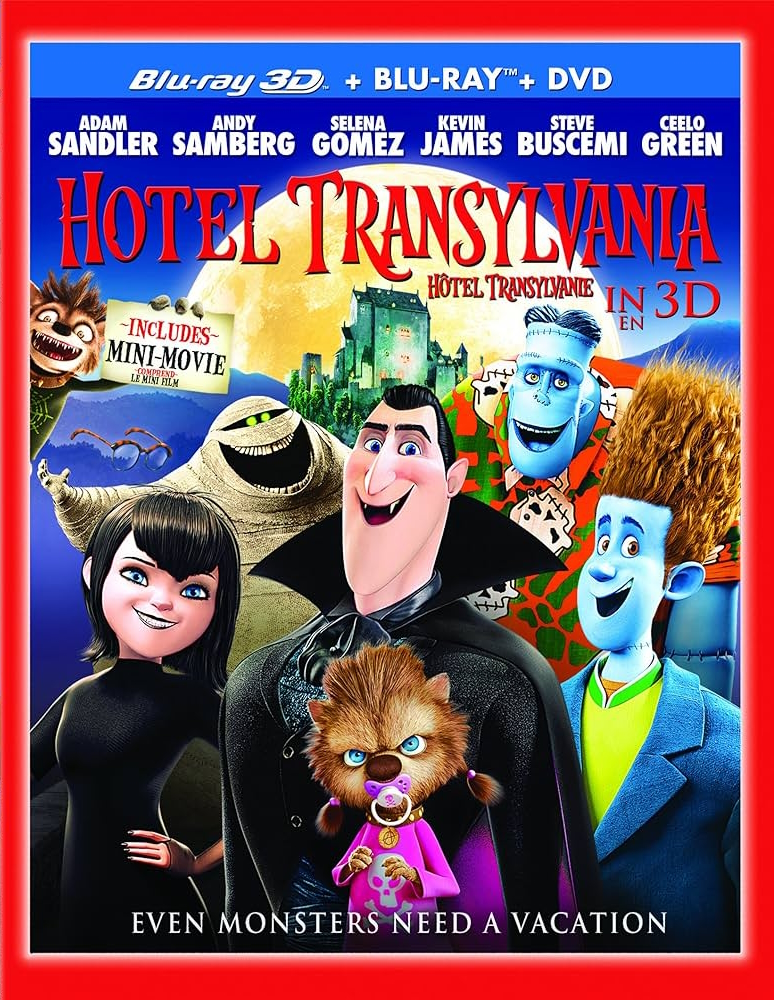 Blu-ray 3D™ + BLU-RAY™ + DVD
ADAM SANDLER
ANDY SAMBERG
SELENA GOMEZ
KEVIN JAMES
STEVE BUSCEMI
CEELO GREEN
HOTEL TRANSYLVANIA
HÔTEL TRANSYLVANIE
IN 3D
EN
~INCLUDES~
MINI-MOVIE
~COMPREND~
LE MINI FILM
EVEN MONSTERS NEED A VACATION